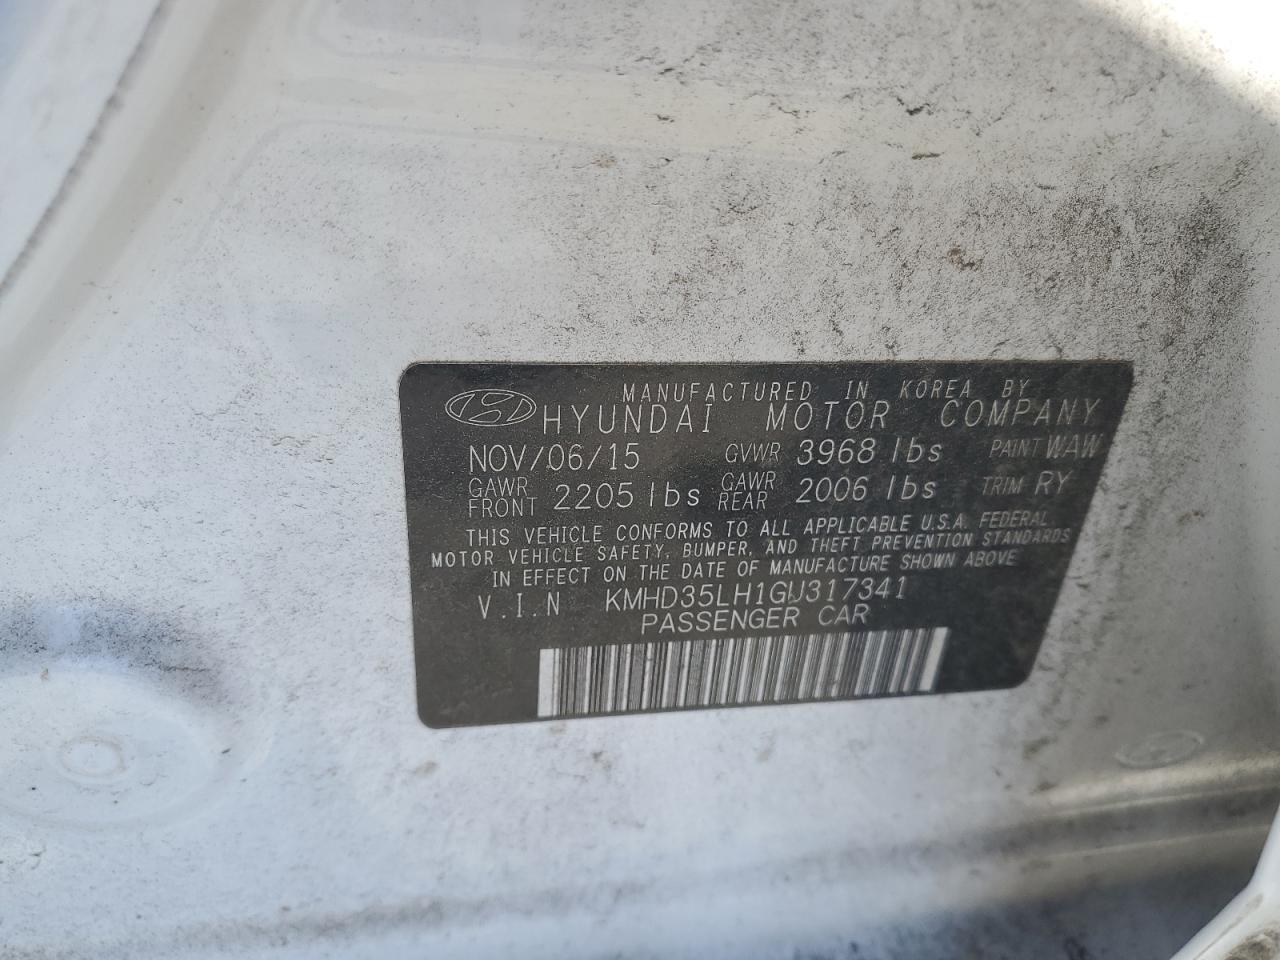 MANUFACTURED IN KOREA BY
HYUNDAI MOTOR COMPANY
NOV/06/15 GVWR 3968 lbs PAINT WAW
GAWR FRONT 2205 lbs GAWR REAR 2006 lbs TRIM RY
THIS VEHICLE CONFORMS TO ALL APPLICABLE U.S.A. FEDERAL
MOTOR VEHICLE SAFETY, BUMPER, AND THEFT PREVENTION STANDARDS
IN EFFECT ON THE DATE OF MANUFACTURE SHOWN ABOVE
V.I.N KMHD35LH1GU317341
PASSENGER CAR